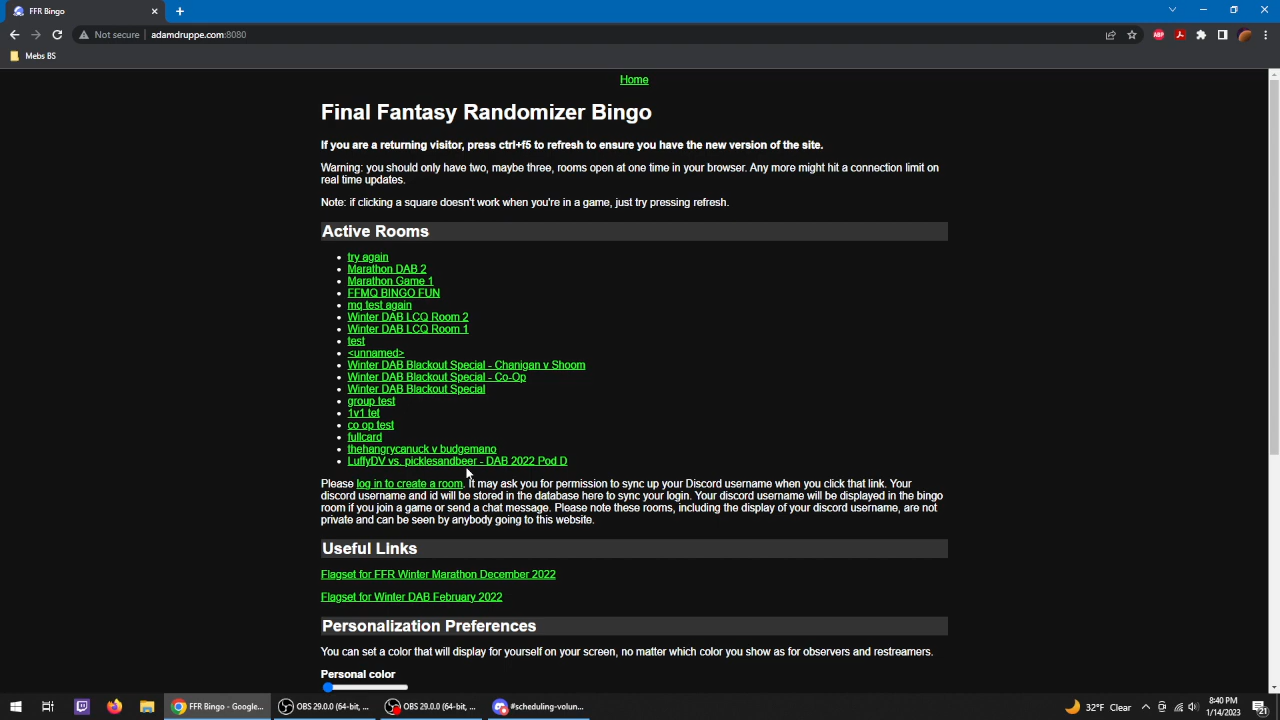 FFR Bingo
Not secure | adamdruppe.com:8080
Mebs BS
Home
Final Fantasy Randomizer Bingo
If you are a returning visitor, press ctrl+f5 to refresh to ensure you have the new version of the site.
Warning: you should only have two, maybe three, rooms open at one time in your browser. Any more might hit a connection limit on
real time updates.
Note: if clicking a square doesn't work when you're in a game, just try pressing refresh.
Active Rooms
try again
Marathon DAB 2
Marathon Game 1
FFMQ BINGO FUN
mq test again
Winter DAB LCQ Room 2
Winter DAB LCQ Room 1
test
<unnamed>
Winter DAB Blackout Special - Chanigan v Shoom
Winter DAB Blackout Special - Co-Op
Winter DAB Blackout Special
group test
1v1 tet
co op test
fullcard
thehangrycanuck v budgemano
LuffyDV vs. picklesandbeer - DAB 2022 Pod D
Please log in to create a room. It may ask you for permission to sync up your Discord username when you click that link. Your
discord username and id will be stored in the database here to sync your login. Your discord username will be displayed in the bingo
room if you join a game or send a chat message. Please note these rooms, including the display of your discord username, are not
private and can be seen by anybody going to this website.
Useful Links
Flagset for FFR Winter Marathon December 2022
Flagset for Winter DAB February 2022
Personalization Preferences
You can set a color that will display for yourself on your screen, no matter which color you show as for observers and restreamers.
Personal color
FFR Bingo - Google...
OBS 29.0.0 (64-bit, ...
OBS 29.0.0 (64-bit, ...
#scheduling-volun...
32°F Clear
8:40 PM
1/14/2023
21
ABP